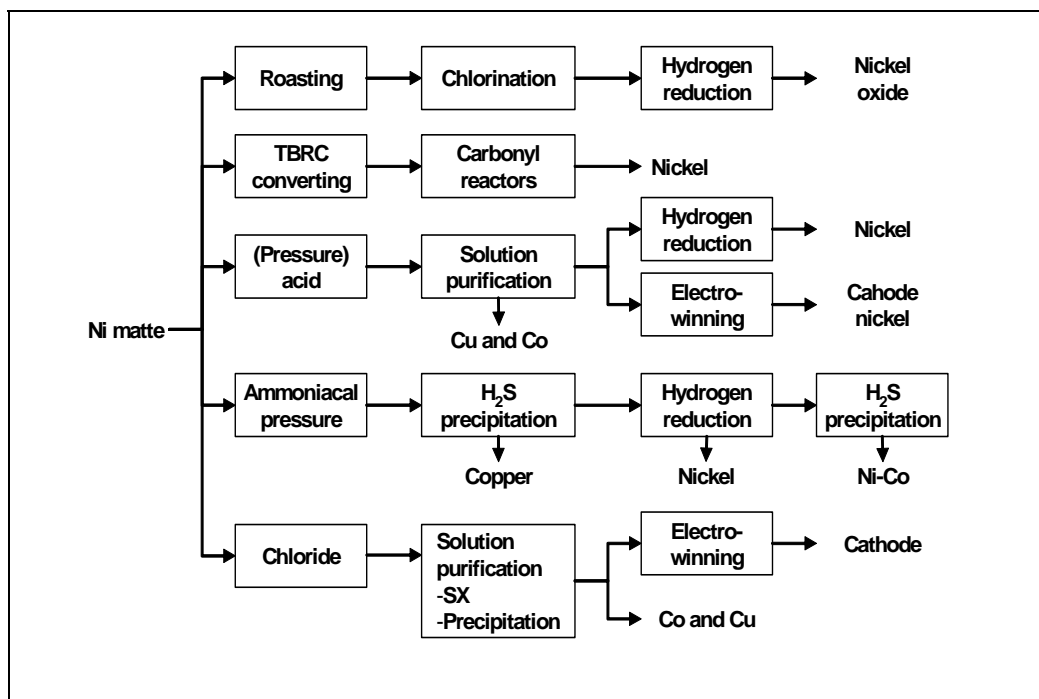 Ni matte
Roasting
Chlorination
Hydrogen
reduction
Nickel
oxide
TBRC
converting
Carbonyl
reactors
Nickel
(Pressure)
acid
Solution
purification
Cu and Co
Hydrogen
reduction
Nickel
Electro-
winning
Cahode
nickel
Ammoniacal
pressure
H₂S
precipitation
Copper
Hydrogen
reduction
Nickel
H₂S
precipitation
Ni-Co
Chloride
Solution
purification
-SX
-Precipitation
Electro-
winning
Cathode
Co and Cu